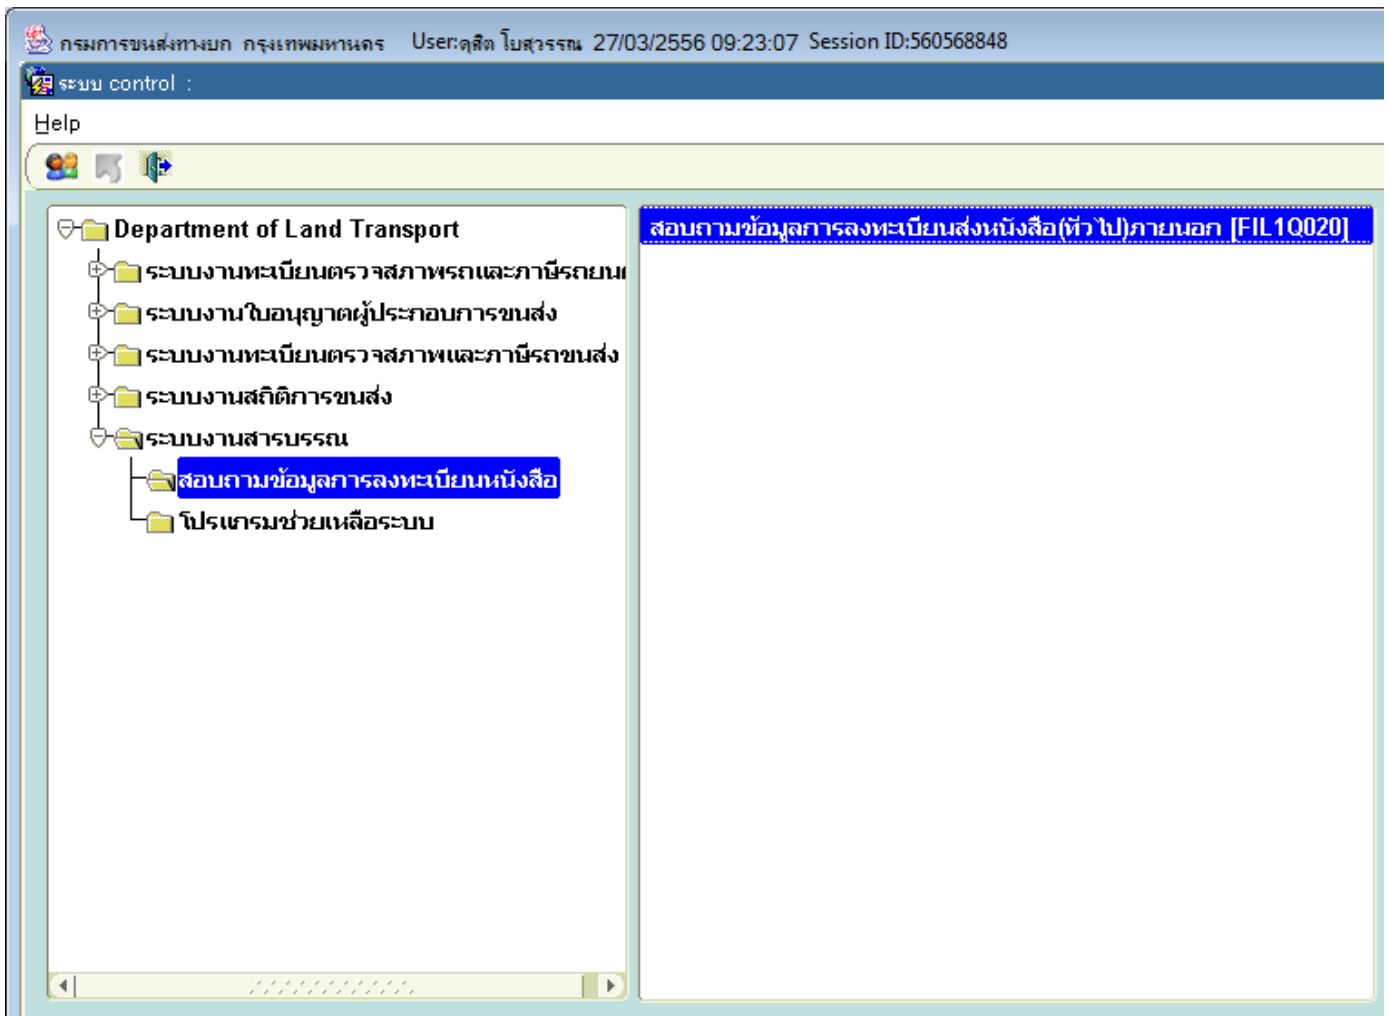 กรมการขนส่งทางบก กรุงเทพมหานคร User:ดุสิต โบสุวรรณ 27/03/2556 09:23:07 Session ID:560568848
ระบบ control :
Help
Department of Land Transport
ระบบงานทะเบียนตรวจสภาพรถและภาษีรถยน
ระบบงานใบอนุญาตผู้ประกอบการขนส่ง
ระบบงานทะเบียนตรวจสภาพและภาษีรถขนส่ง
ระบบงานสถิติการขนส่ง
ระบบงานสารบรรณ
สอบถามข้อมูลการลงทะเบียนหนังสือ
โปรแกรมช่วยเหลือระบบ
สอบถามข้อมูลการลงทะเบียนส่งหนังสือ(ทั่วไป)ภายนอก [FIL1Q020]